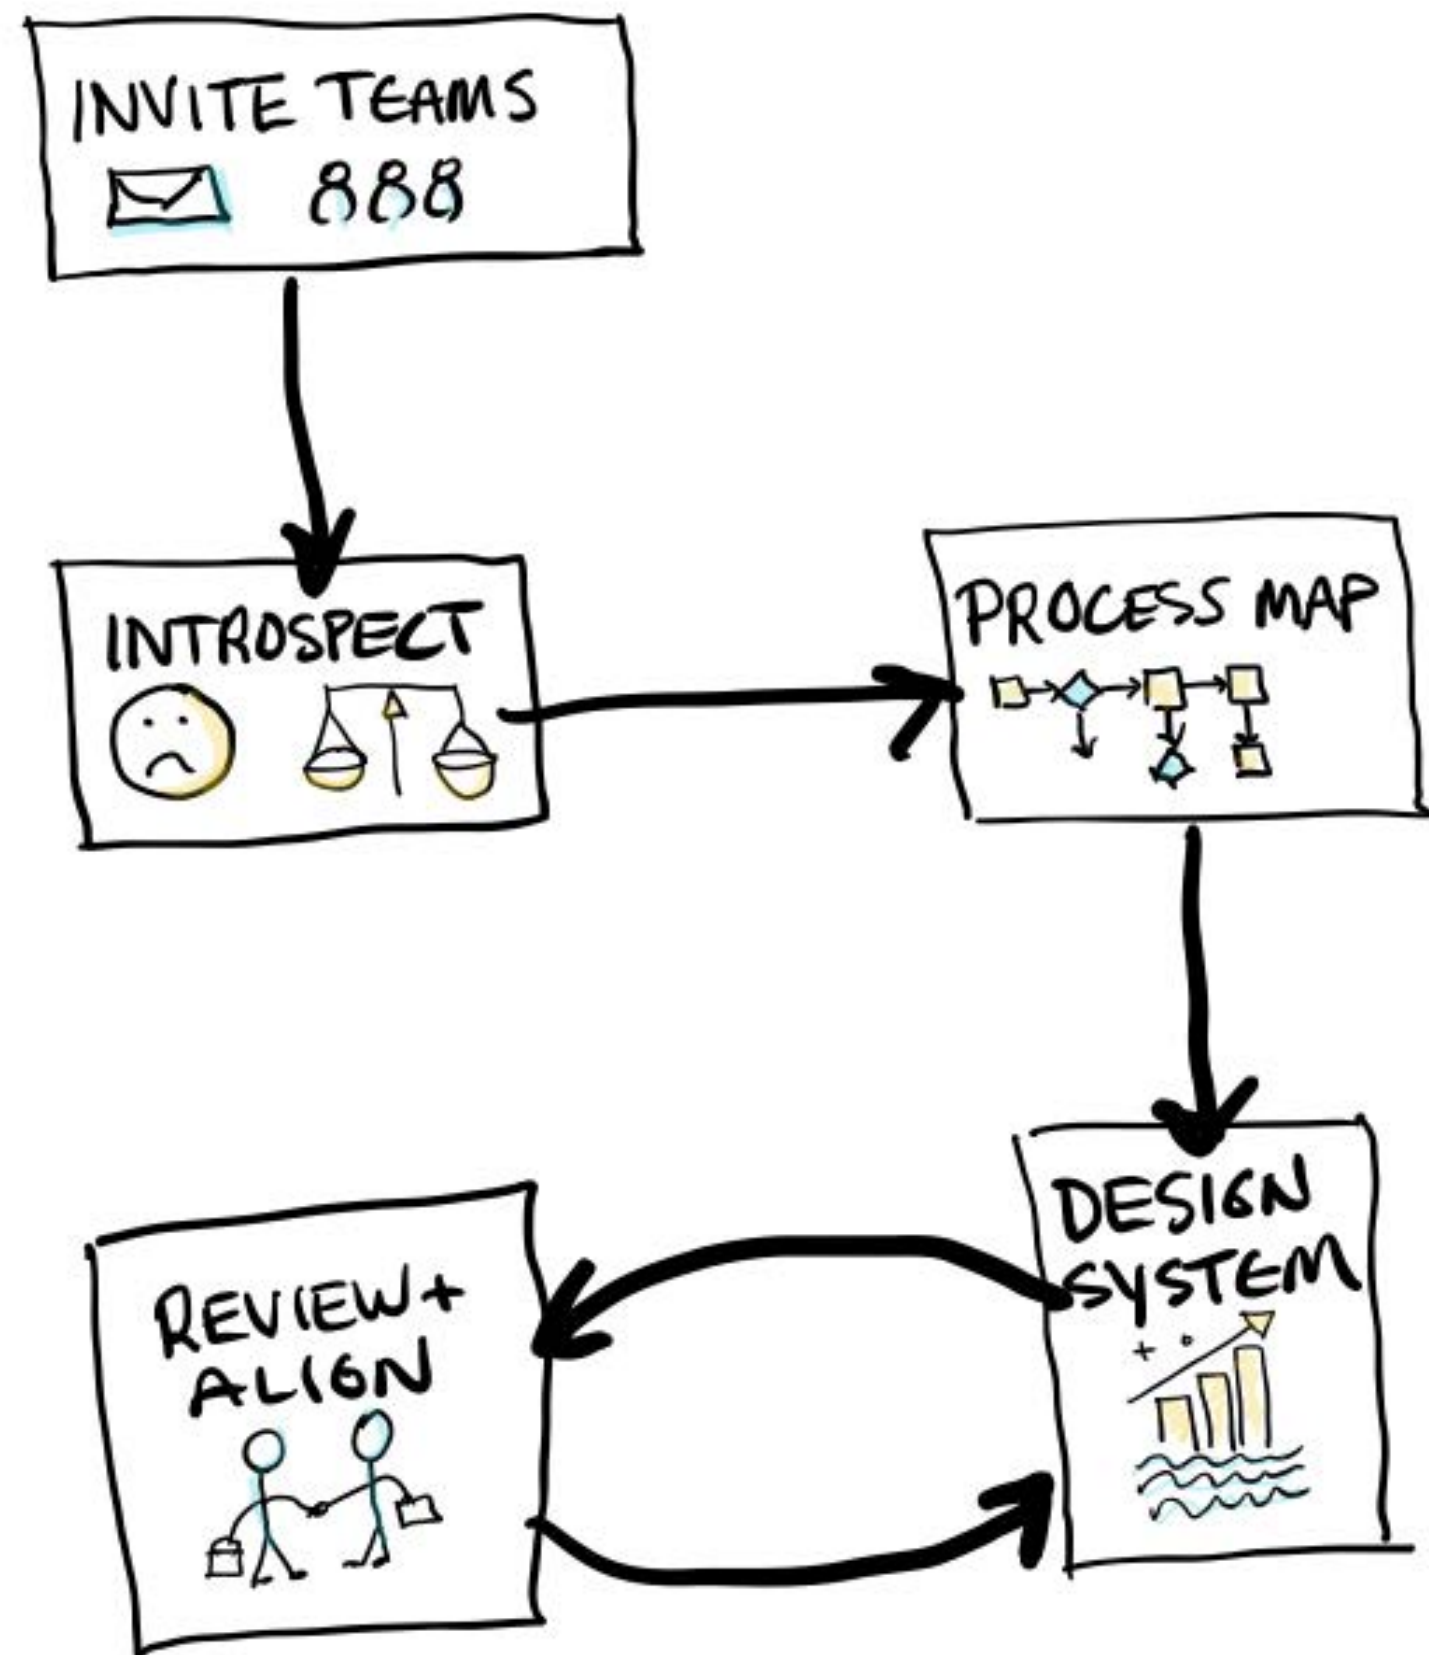 INVITE TEAMS
INTROSPECT
PROCESS MAP
DESIGN
SYSTEM
REVIEW +
ALIGN